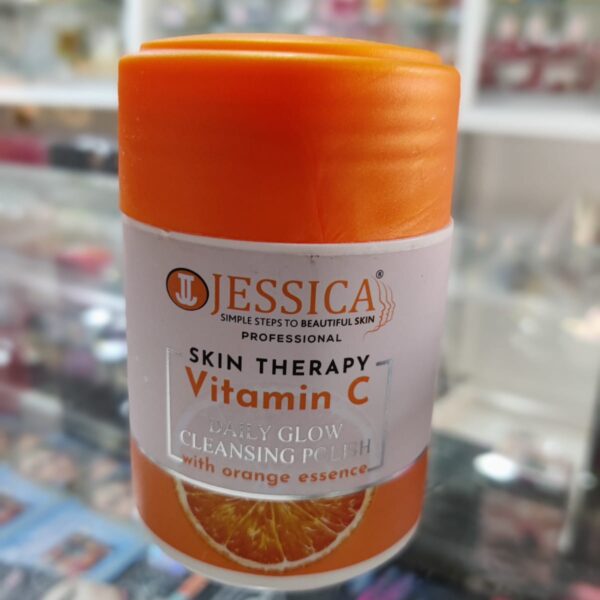 JESSICA®
SIMPLE STEPS TO BEAUTIFUL SKIN
PROFESSIONAL
SKIN THERAPY
Vitamin C
DAILY GLOW
CLEANSING POLISH
with orange essence